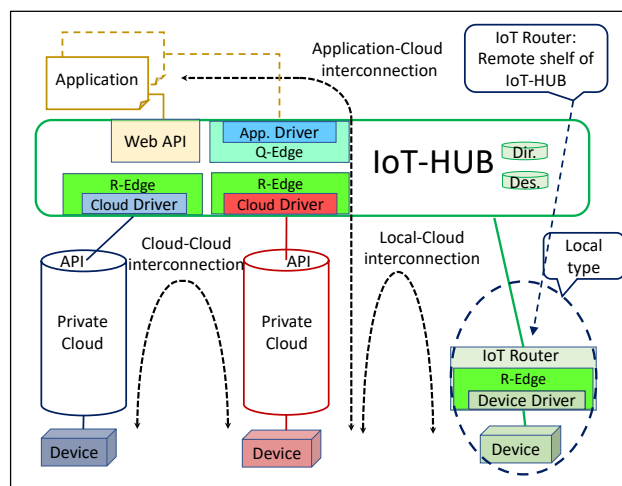 Application-Cloud
interconnection
IoT Router:
Remote shelf of
IoT-HUB
Application
Web API
App. Driver
Q-Edge
IoT-HUB
Dir.
Des.
R-Edge
Cloud Driver
R-Edge
Cloud Driver
Cloud-Cloud
interconnection
Local-Cloud
interconnection
Local
type
API
Private
Cloud
API
Private
Cloud
IoT Router
R-Edge
Device Driver
Device
Device
Device